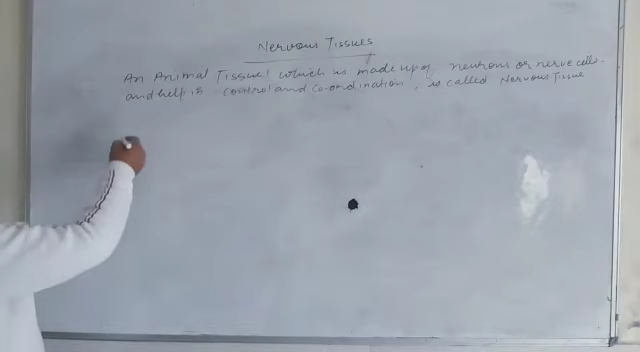 Nervous Tissues
An Animal Tissue! which is made up of neurons or nerve cells.
and help in control and co-ordination, is called Nervous Tissue